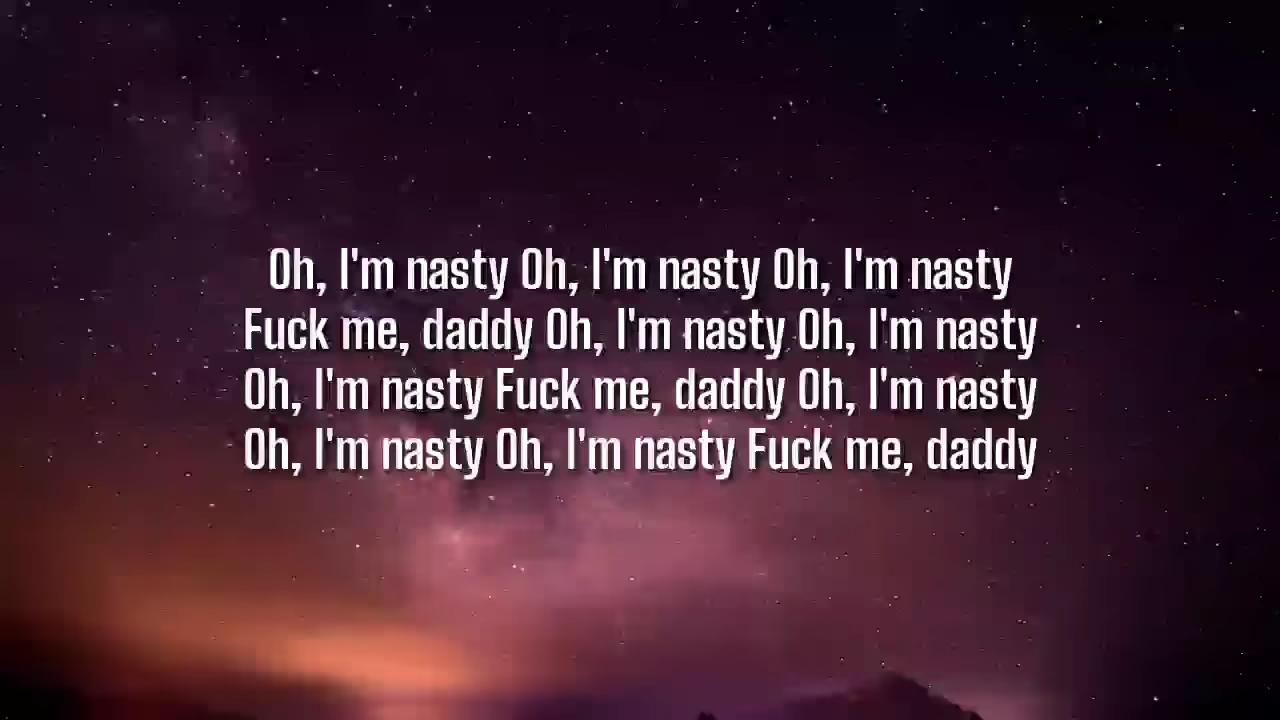 Oh, I'm nasty Oh, I'm nasty Oh, I'm nasty
Fuck me, daddy Oh, I'm nasty Oh, I'm nasty
Oh, I'm nasty Fuck me, daddy Oh, I'm nasty
Oh, I'm nasty Oh, I'm nasty Fuck me, daddy